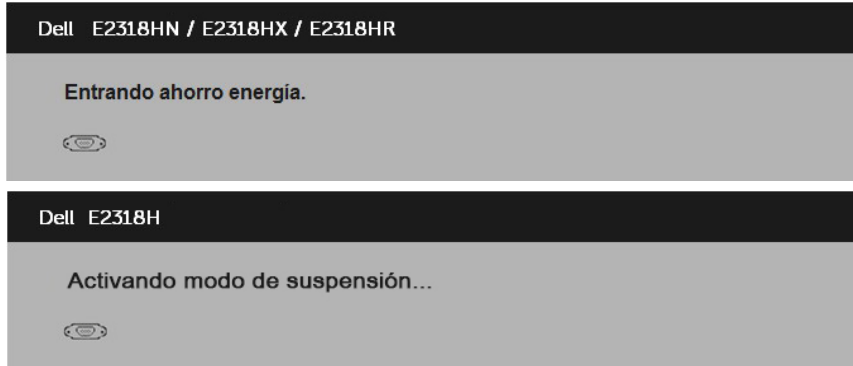 Dell E2318HN / E2318HX / E2318HR
Entrando ahorro energía.
Dell E2318H
Activando modo de suspensión...